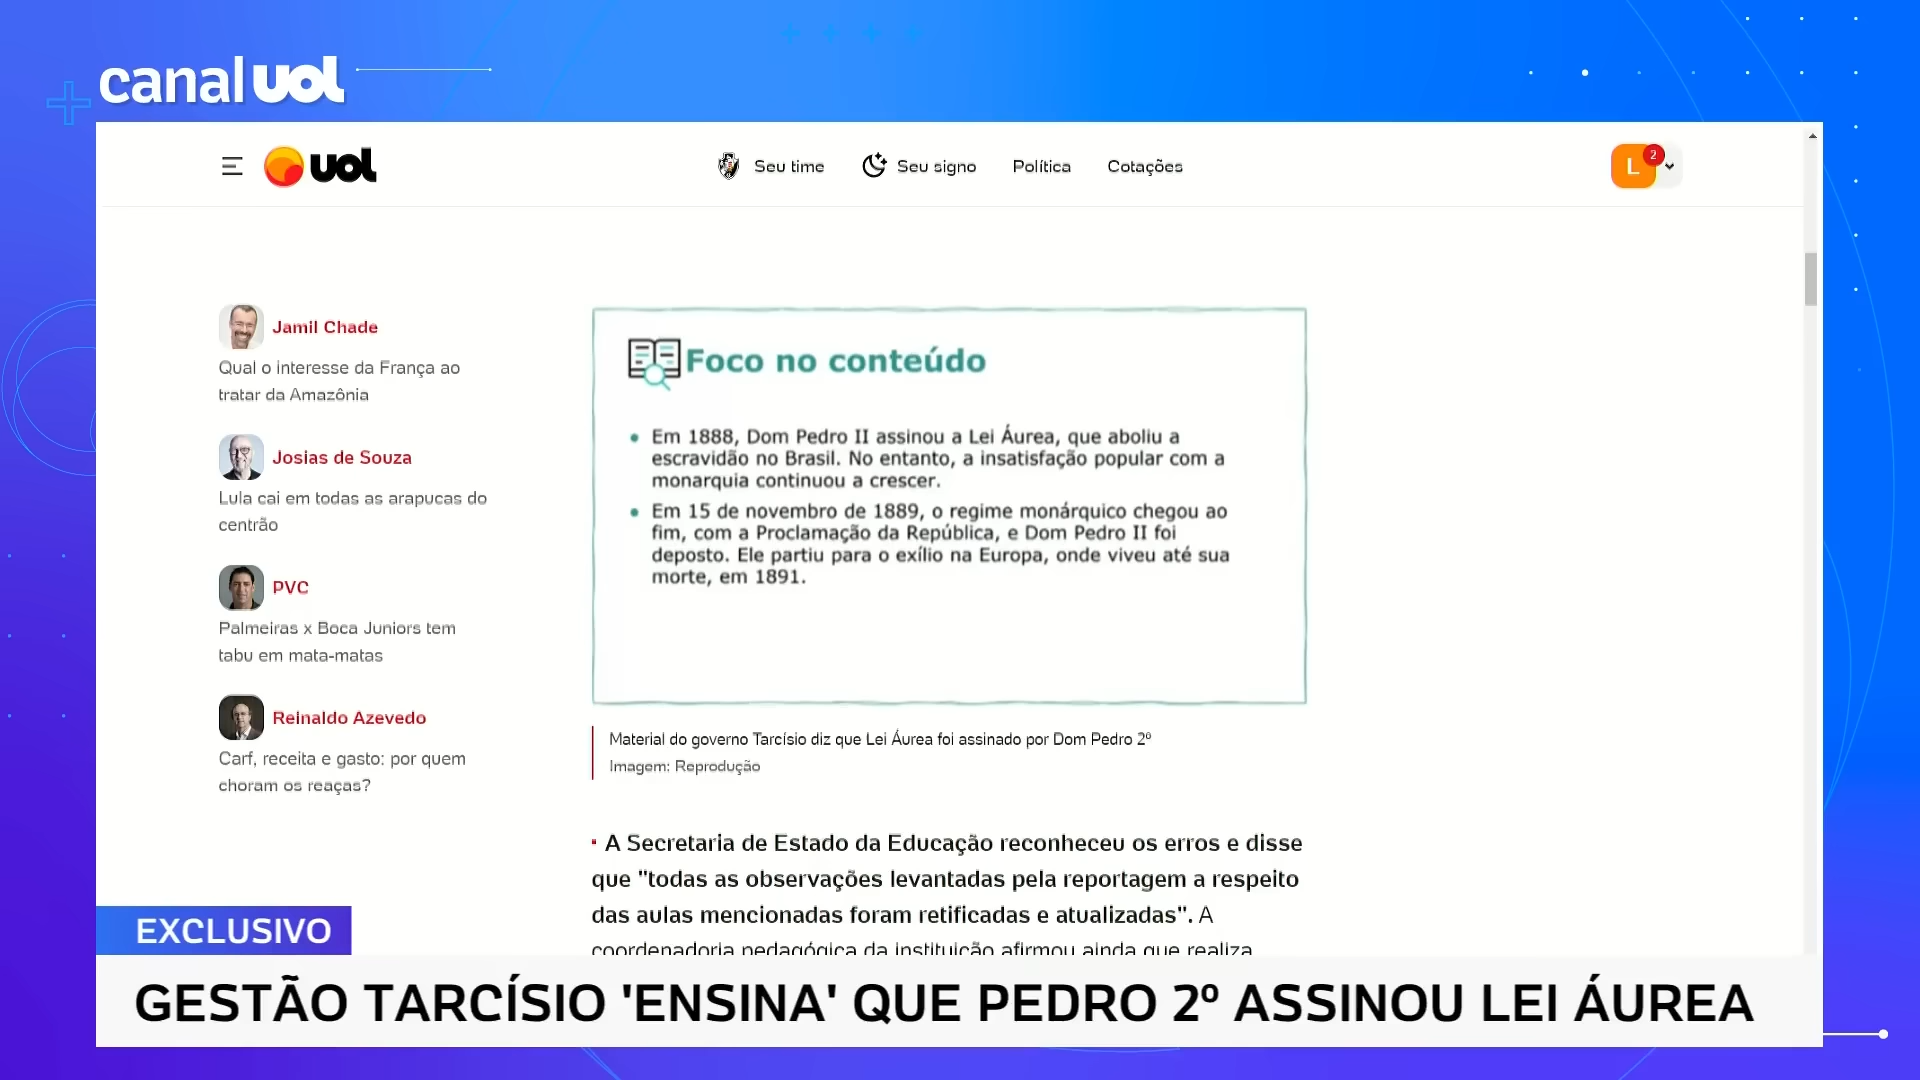 canal uol
uol
Seu time
Seu signo
Política
Cotações
L
2
Jamil Chade
Qual o interesse da França ao
tratar da Amazônia
Josias de Souza
Lula cai em todas as arapucas do
centrão
PVC
Palmeiras x Boca Juniors tem
tabu em mata-matas
Reinaldo Azevedo
Carf, receita e gasto: por quem
choram os reaças?
Foco no conteúdo
• Em 1888, Dom Pedro II assinou a Lei Áurea, que aboliu a
escravidão no Brasil. No entanto, a insatisfação popular com a
monarquia continuou a crescer.
• Em 15 de novembro de 1889, o regime monárquico chegou ao
fim, com a Proclamação da República, e Dom Pedro II foi
deposto. Ele partiu para o exílio na Europa, onde viveu até sua
morte, em 1891.
Material do governo Tarcísio diz que Lei Áurea foi assinado por Dom Pedro 2º
Imagem: Reprodução
A Secretaria de Estado da Educação reconheceu os erros e disse
que "todas as observações levantadas pela reportagem a respeito
das aulas mencionadas foram retificadas e atualizadas". A
coordenadoria pedagógica da instituição afirmou ainda que realiza
EXCLUSIVO
GESTÃO TARCÍSIO 'ENSINA' QUE PEDRO 2º ASSINOU LEI ÁUREA